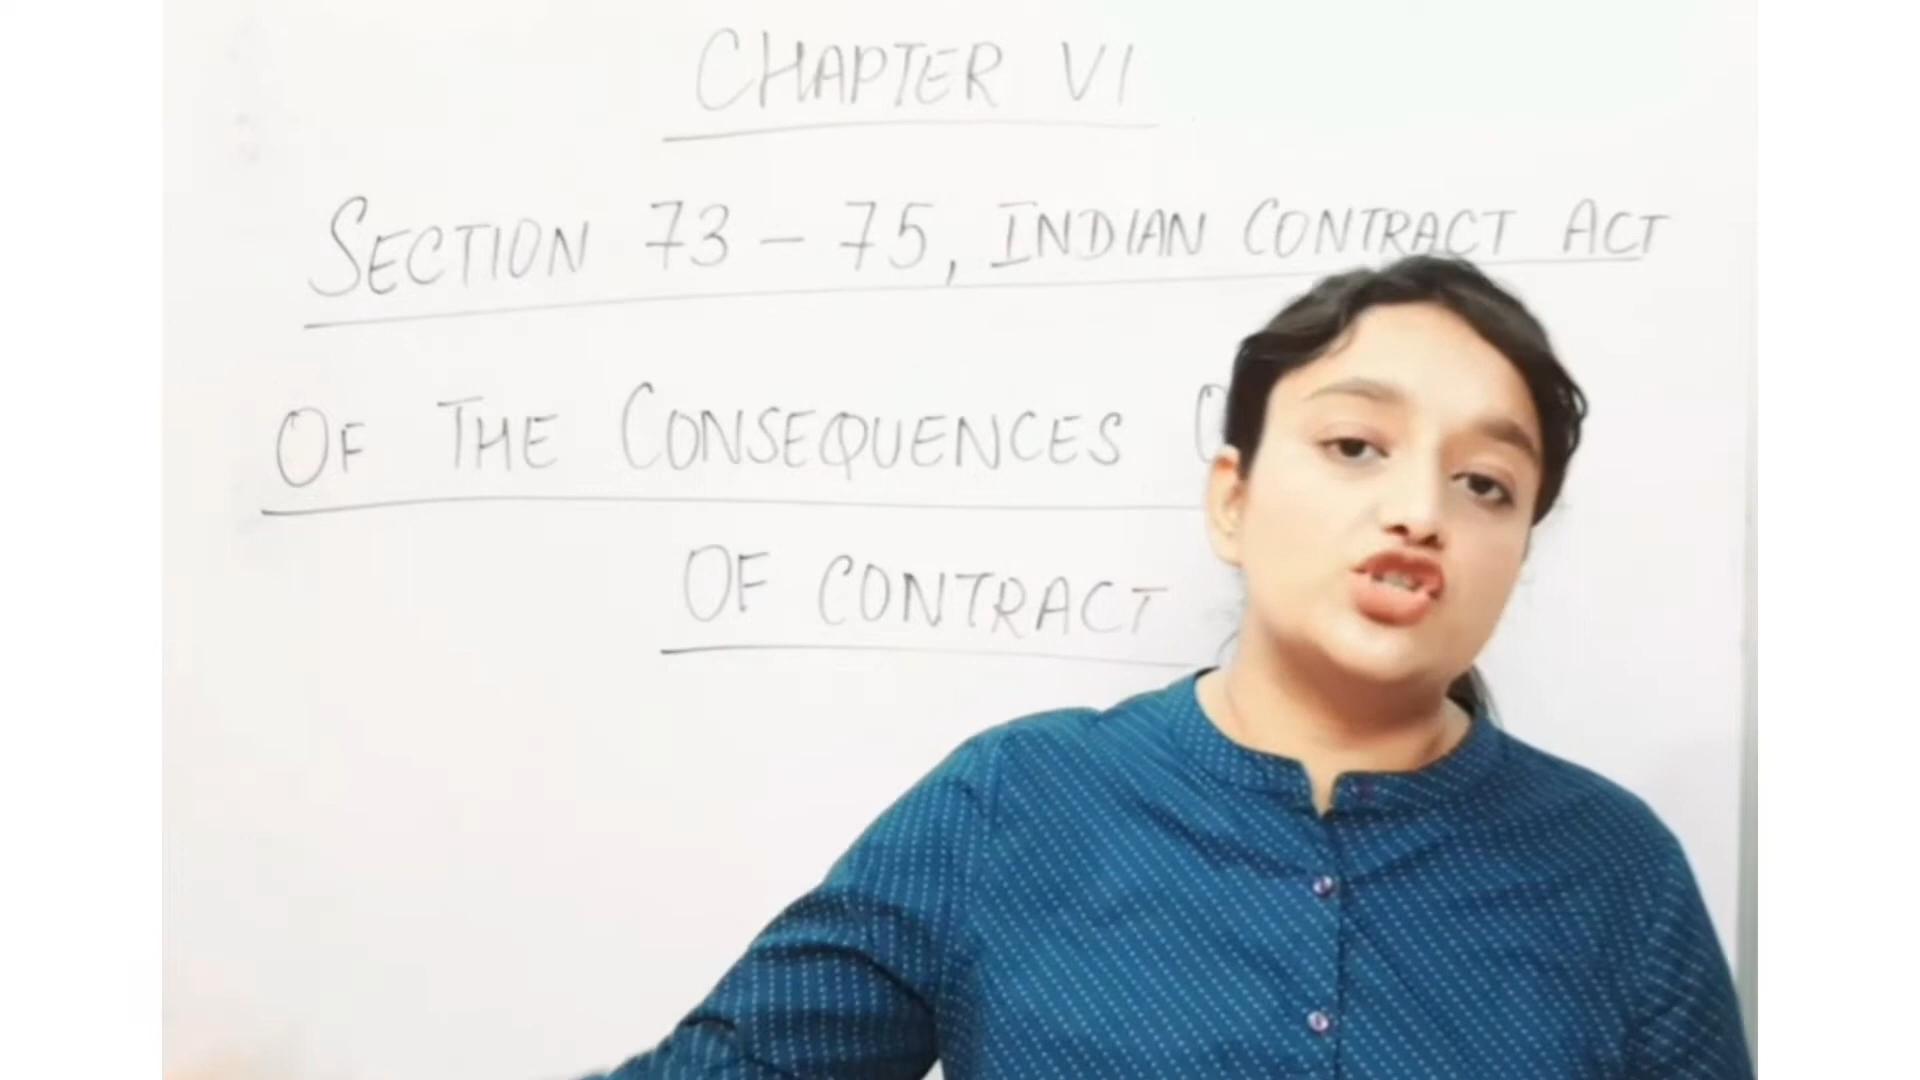 CHAPTER VI
SECTION 73 - 75, INDIAN CONTRACT ACT
OF THE CONSEQUENCES
OF CONTRACT